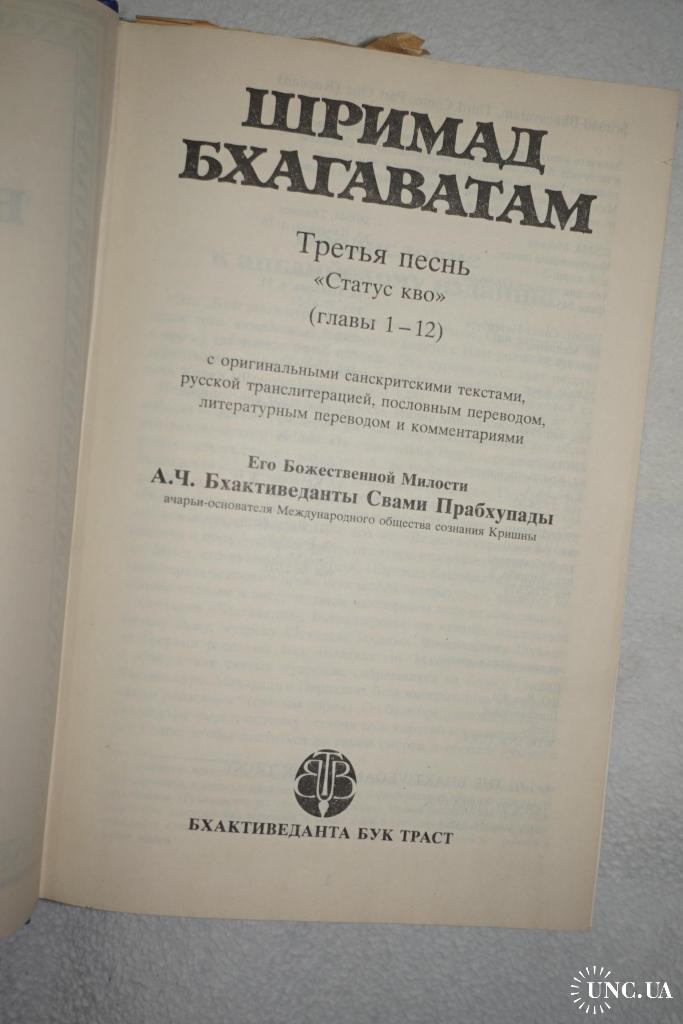 ШРИМАД
БХАГАВАТАМ
Третья песнь
«Статус кво»
(главы 1–12)
с оригинальными санскритскими текстами,
русской транслитерацией, пословным переводом,
литературным переводом и комментариями
Его Божественной Милости
А.Ч. Бхактиведанты Свами Прабхупады
ачарьи-основателя Международного общества сознания Кришны
BTB
БХАКТИВЕДАНТА БУК ТРАСТ
UNC.UA